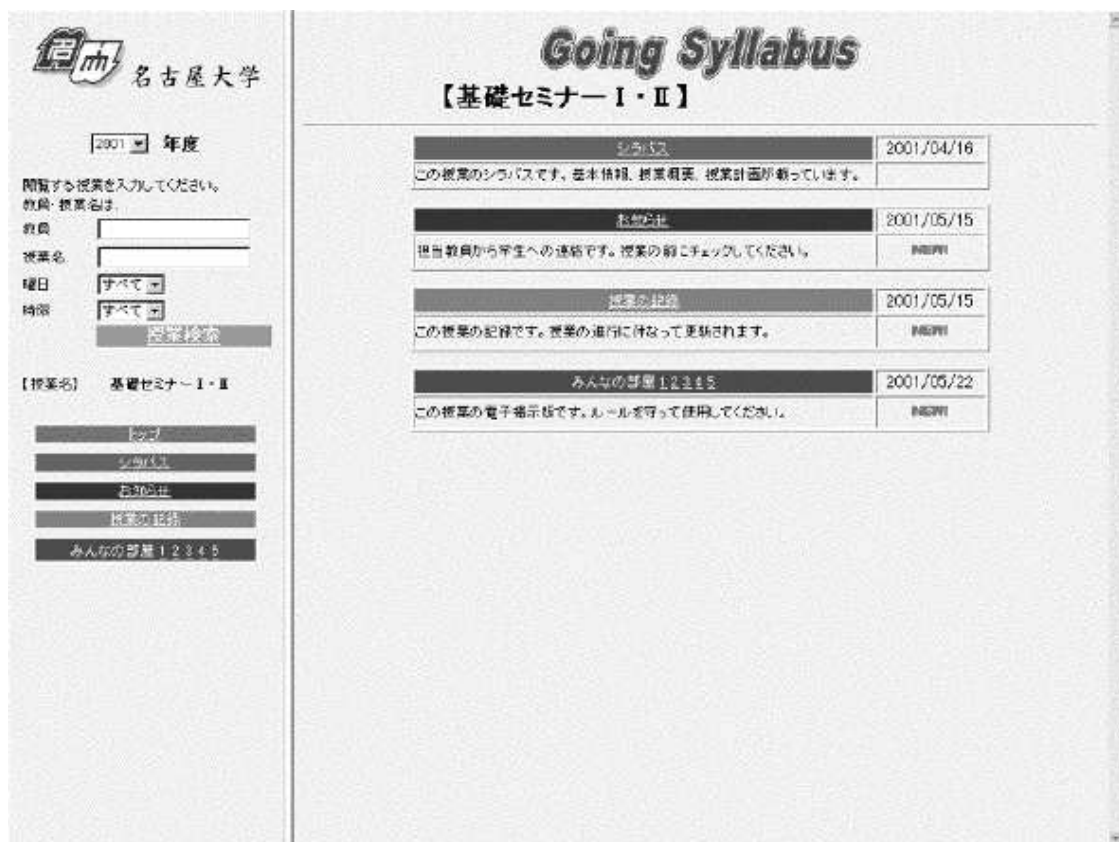 名古屋大学
2001 年度
閲覧する授業を入力してください。
教員・授業名は、
教員
授業名
曜日 すべて
時限 すべて
授業検索
【授業名】 基礎セミナーⅠ・Ⅱ
トップ
シラバス
お知らせ
授業の記録
みんなの部屋 1 2 3 4 5
Going Syllabus
【基礎セミナーⅠ・Ⅱ】
シラバス 2001/04/16
この授業のシラバスです。基本情報、授業概要、授業計画が載っています。
お知らせ 2001/05/15
担当教員から学生への連絡です。授業の前にチェックしてください。 NEW!
授業の記録 2001/05/15
この授業の記録です。授業の進行に伴なって更新されます。 NEW!
みんなの部屋 1 2 3 4 5 2001/05/22
この授業の電子掲示板です。ルールを守って使用してください。 NEW!